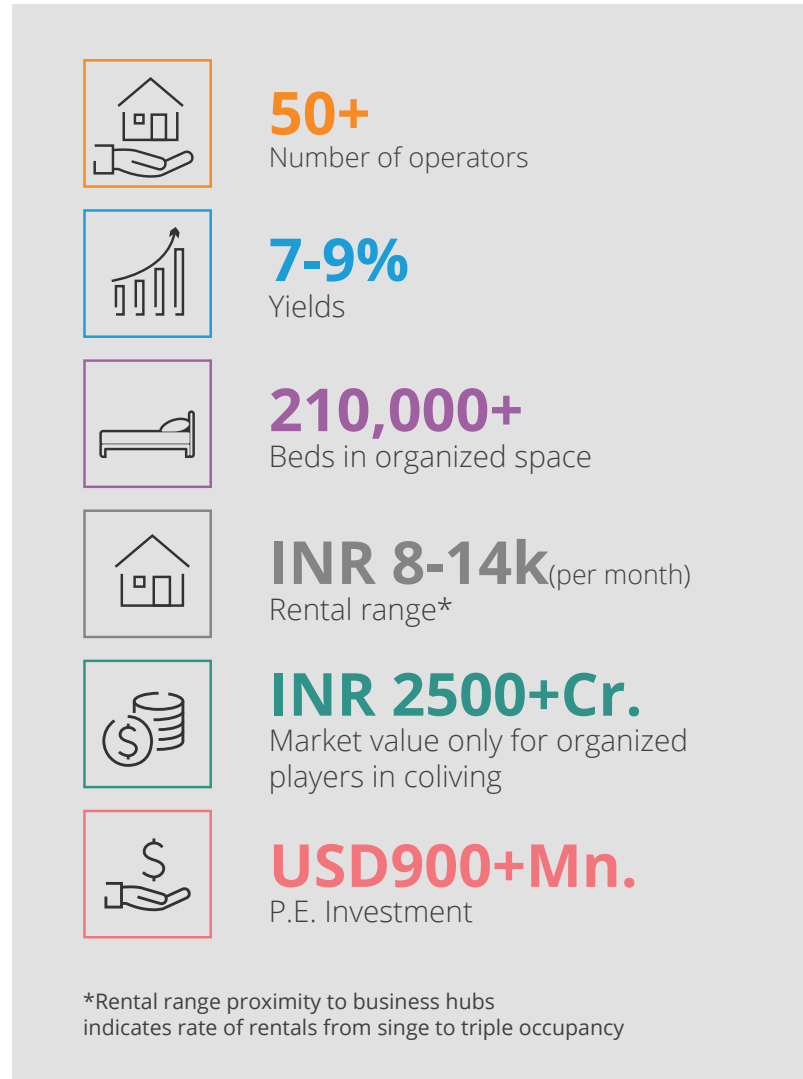 50+
Number of operators
7-9%
Yields
210,000+
Beds in organized space
INR 8-14k(per month)
Rental range*
INR 2500+Cr.
Market value only for organized
players in coliving
USD900+Mn.
P.E. Investment
*Rental range proximity to business hubs
indicates rate of rentals from singe to triple occupancy